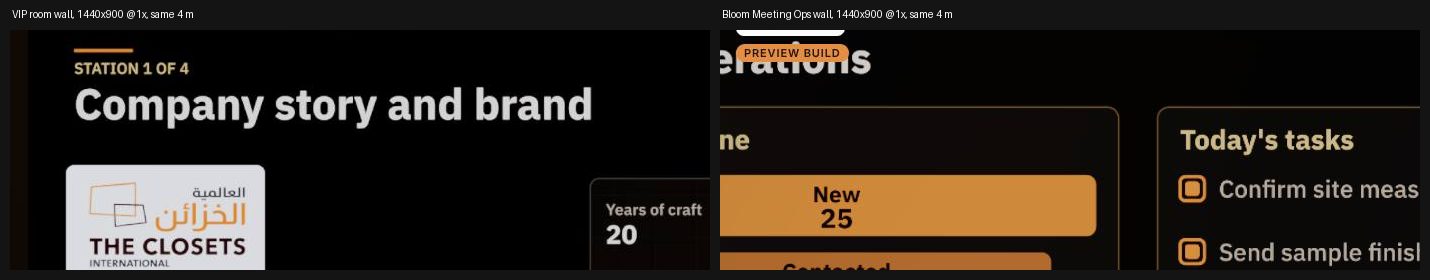 VIP room wall, 1440x900 @1x, same 4 m
STATION 1 OF 4
Company story and brand
العالمية
الخزائن
THE CLOSETS
INTERNATIONAL
Years of craft
20
Bloom Meeting Ops wall, 1440x900 @1x, same 4 m
PREVIEW BUILD
erations
ne
New
25
Contacted
Today's tasks
Confirm site meas
Send sample finish